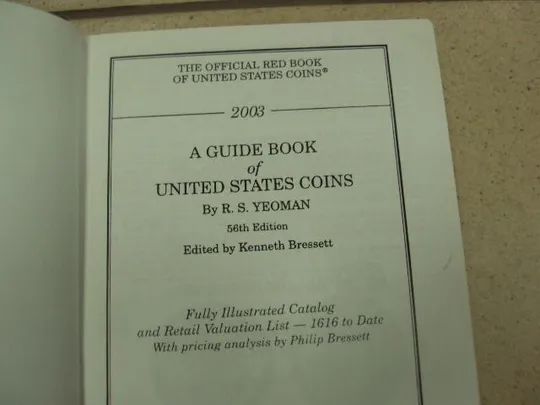 THE OFFICIAL RED BOOK
OF UNITED STATES COINS®
2003
A GUIDE BOOK
of
UNITED STATES COINS
By R. S. YEOMAN
56th Edition
Edited by Kenneth Bressett
Fully Illustrated Catalog
and Retail Valuation List — 1616 to Date
With pricing analysis by Philip Bressett